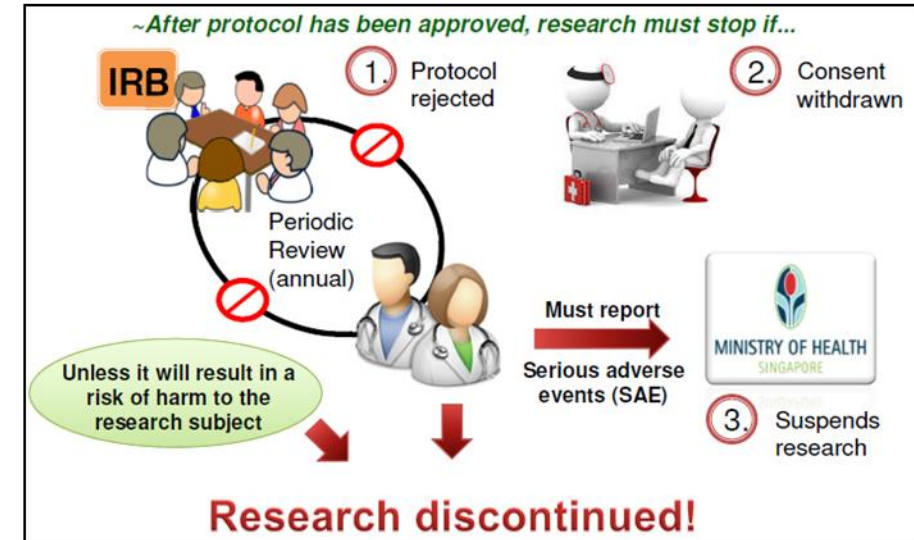 ~After protocol has been approved, research must stop if...
IRB
1.
Protocol
rejected
2.
Consent
withdrawn
Periodic
Review
(annual)
Must report
Serious adverse
events (SAE)
MINISTRY OF HEALTH
SINGAPORE
3.
Suspends
research
Unless it will result in a
risk of harm to the
research subject
Research discontinued!